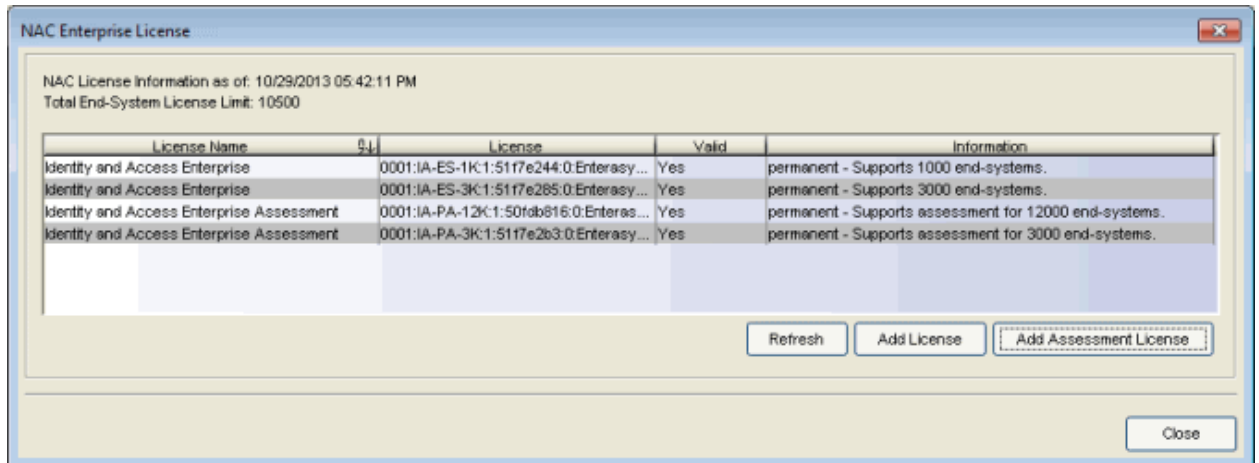 NAC Enterprise License
NAC License Information as of: 10/29/2013 05:42:11 PM
Total End-System License Limit: 10500
License Name License Valid Information
Identity and Access Enterprise 0001:IA-ES-1K:1:51f7e244:0:Enterasy... Yes permanent - Supports 1000 end-systems.
Identity and Access Enterprise 0001:IA-ES-3K:1:51f7e285:0:Enterasy... Yes permanent - Supports 3000 end-systems.
Identity and Access Enterprise Assessment 0001:IA-PA-12K:1:50fdb816:0:Enteras... Yes permanent - Supports assessment for 12000 end-systems.
Identity and Access Enterprise Assessment 0001:IA-PA-3K:1:51f7e2b3:0:Enterasy... Yes permanent - Supports assessment for 3000 end-systems.
Refresh Add License Add Assessment License
Close